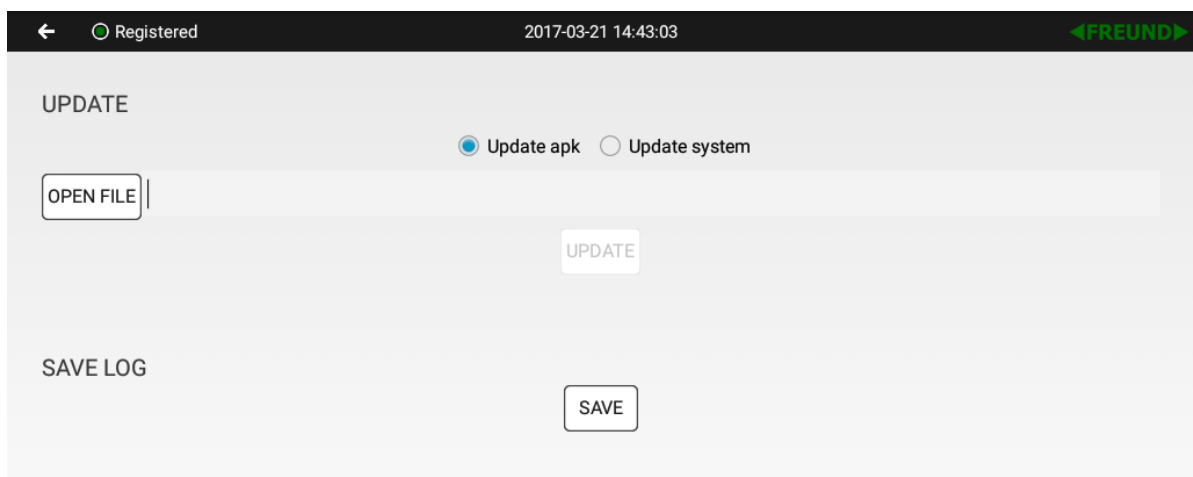 Registered 2017-03-21 14:43:03 FREUND
UPDATE
Update apk Update system
OPEN FILE
UPDATE
SAVE LOG
SAVE